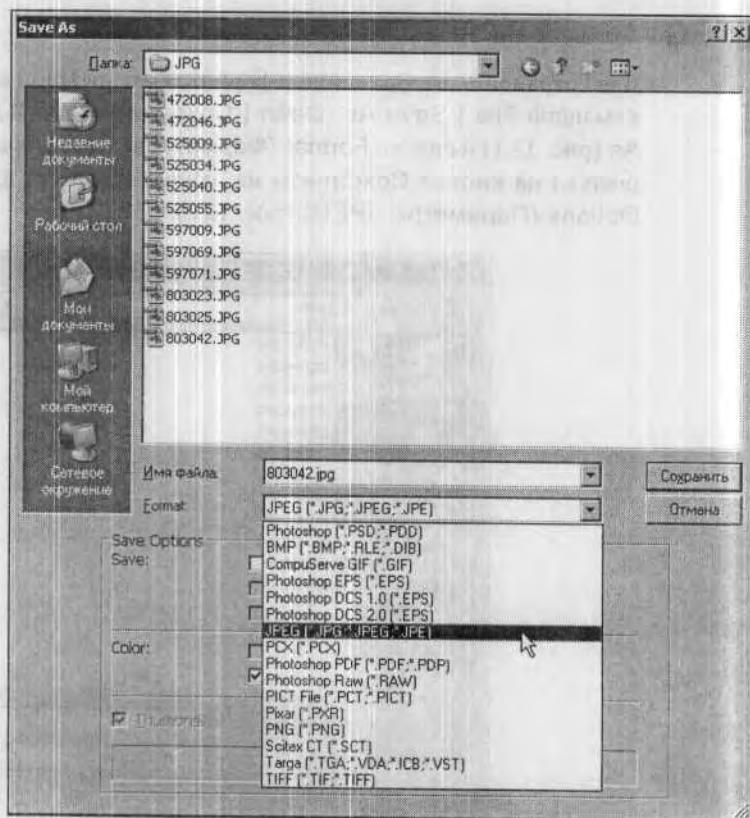 Save As
Папка: JPG
Недавние
документы
Рабочий стол
Мои
документы
Мой
компьютер
Сетевое
окружение
472008.JPG
472046.JPG
525009.JPG
525034.JPG
525040.JPG
525055.JPG
597009.JPG
597069.JPG
597071.JPG
803023.JPG
803025.JPG
803042.JPG
Имя файла: 803042.jpg
Сохранить
Format: JPEG (*.JPG;*.JPEG;*.JPE)
Отмена
Photoshop (*.PSD;*.PDD)
BMP (*.BMP;*.RLE;*.DIB)
CompuServe GIF (*.GIF)
Photoshop EPS (*.EPS)
Photoshop DCS 1.0 (*.EPS)
Photoshop DCS 2.0 (*.EPS)
JPEG (*.JPG;*.JPEG;*.JPE)
PCX (*.PCX)
Photoshop PDF (*.PDF;*.PDP)
Photoshop Raw (*.RAW)
PICT File (*.PCT;*.PICT)
Pixar (*.PXR)
PNG (*.PNG)
Scitex CT (*.SCT)
Targa (*.TGA;*.VDA;*.ICB;*.VST)
TIFF (*.TIF;*.TIFF)
Save Options
Save:
Color: